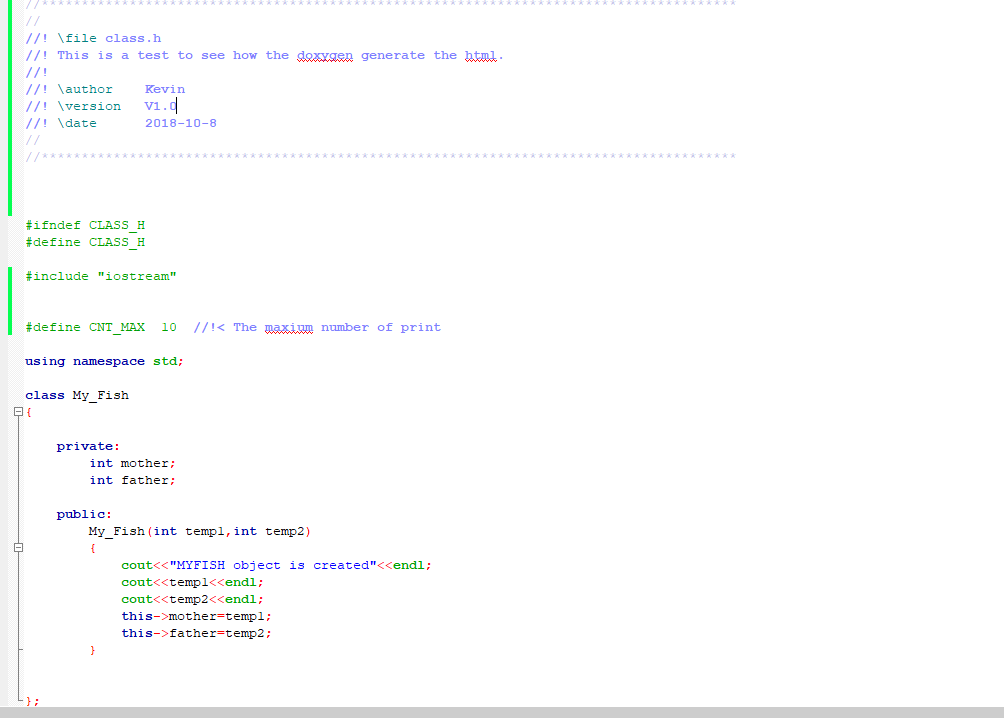 //***************************************************************************************
//
//! \file class.h
//! This is a test to see how the doxygen generate the html.
//!
//! \author    Kevin
//! \version   V1.0
//! \date      2018-10-8
//
//***************************************************************************************
#ifndef CLASS_H
#define CLASS_H
#include "iostream"
#define CNT_MAX  10  //!< The maxium number of print
using namespace std;
class My_Fish
{
    private:
        int mother;
        int father;
    public:
        My_Fish(int temp1,int temp2)
        {
            cout<<"MYFISH object is created"<<endl;
            cout<<temp1<<endl;
            cout<<temp2<<endl;
            this->mother=temp1;
            this->father=temp2;
        }
};